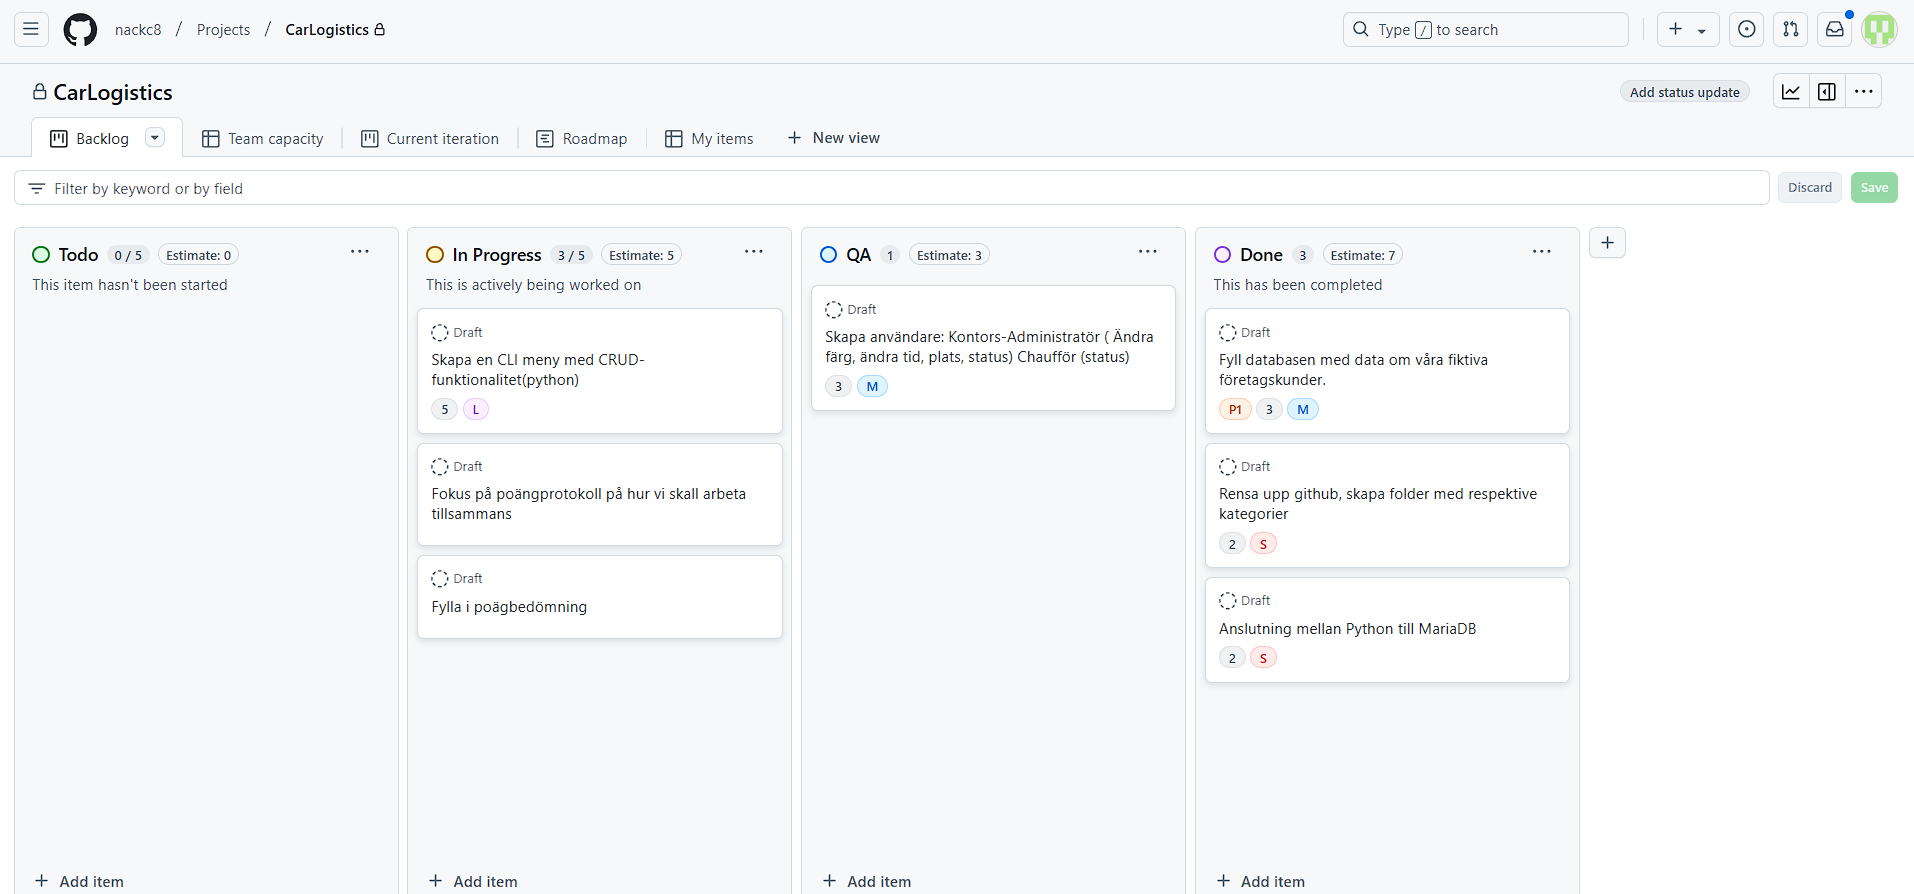 nackc8 / Projects / CarLogistics
Type / to search
CarLogistics
Add status update
Backlog
Team capacity
Current iteration
Roadmap
My items
New view
Filter by keyword or by field
Discard
Save
Todo 0 / 5 Estimate: 0
This item hasn't been started
Add item
In Progress 3 / 5 Estimate: 5
This is actively being worked on
Draft
Skapa en CLI meny med CRUD-
funktionalitet(python)
5 L
Draft
Fokus på poängprotokoll på hur vi skall arbeta
tillsammans
Draft
Fylla i poägbedömning
Add item
QA 1 Estimate: 3
Draft
Skapa användare: Kontors-Administratör ( Ändra
färg, ändra tid, plats, status) Chaufför (status)
3 M
Add item
Done 3 Estimate: 7
This has been completed
Draft
Fyll databasen med data om våra fiktiva
företagskunder.
P1 3 M
Draft
Rensa upp github, skapa folder med respektive
kategorier
2 S
Draft
Anslutning mellan Python till MariaDB
2 S
Add item